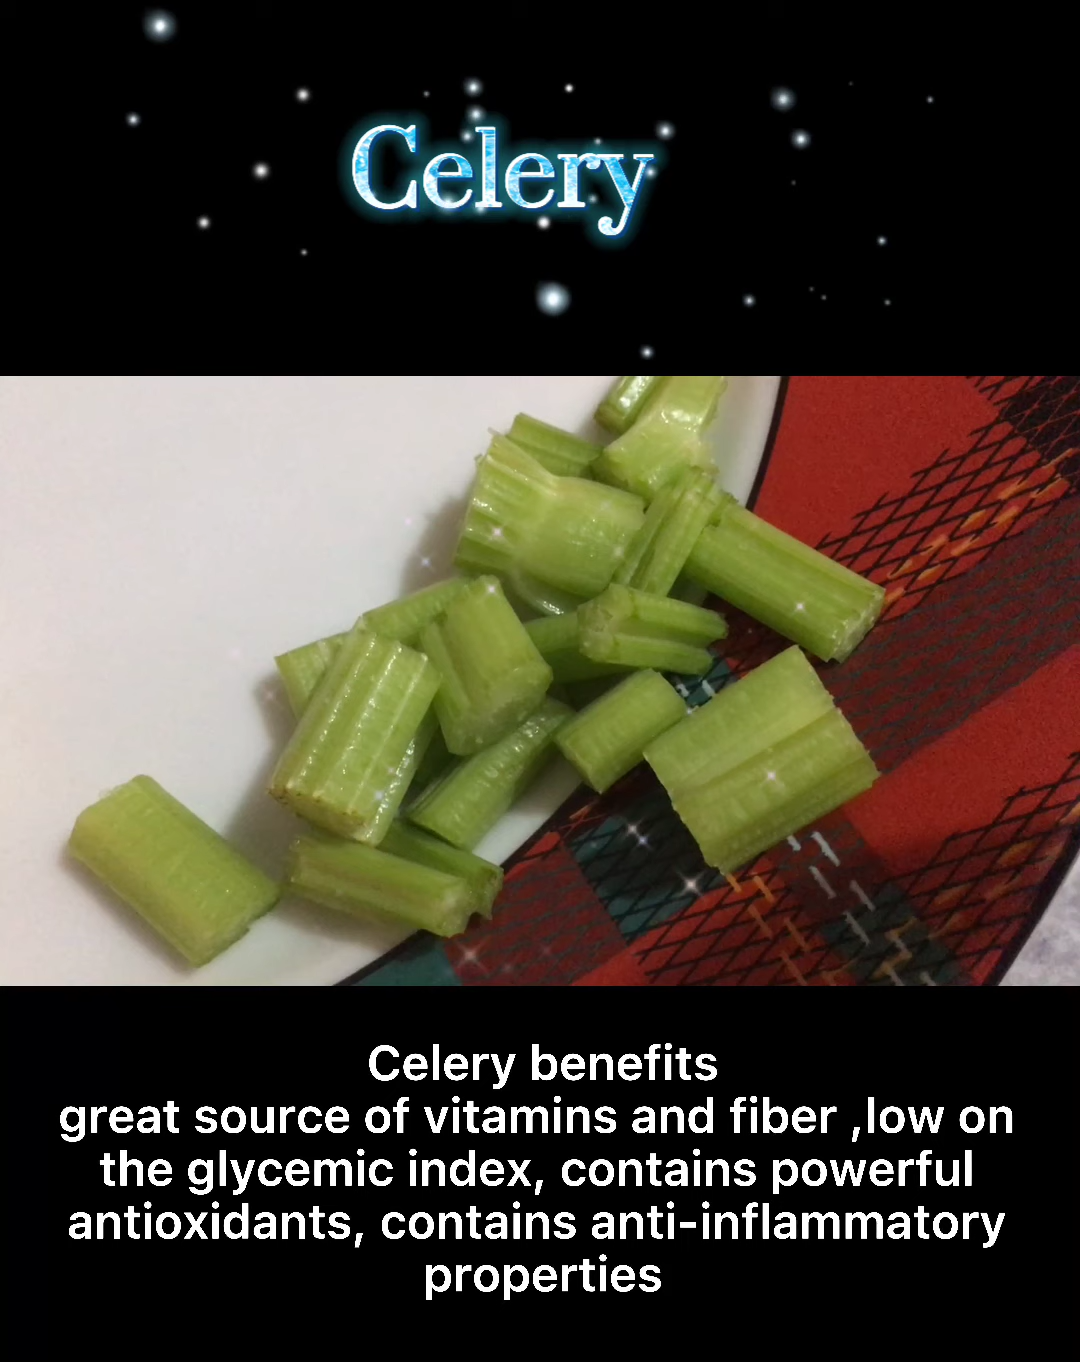 Celery
Celery benefits
great source of vitamins and fiber ,low on
the glycemic index, contains powerful
antioxidants, contains anti-inflammatory
properties